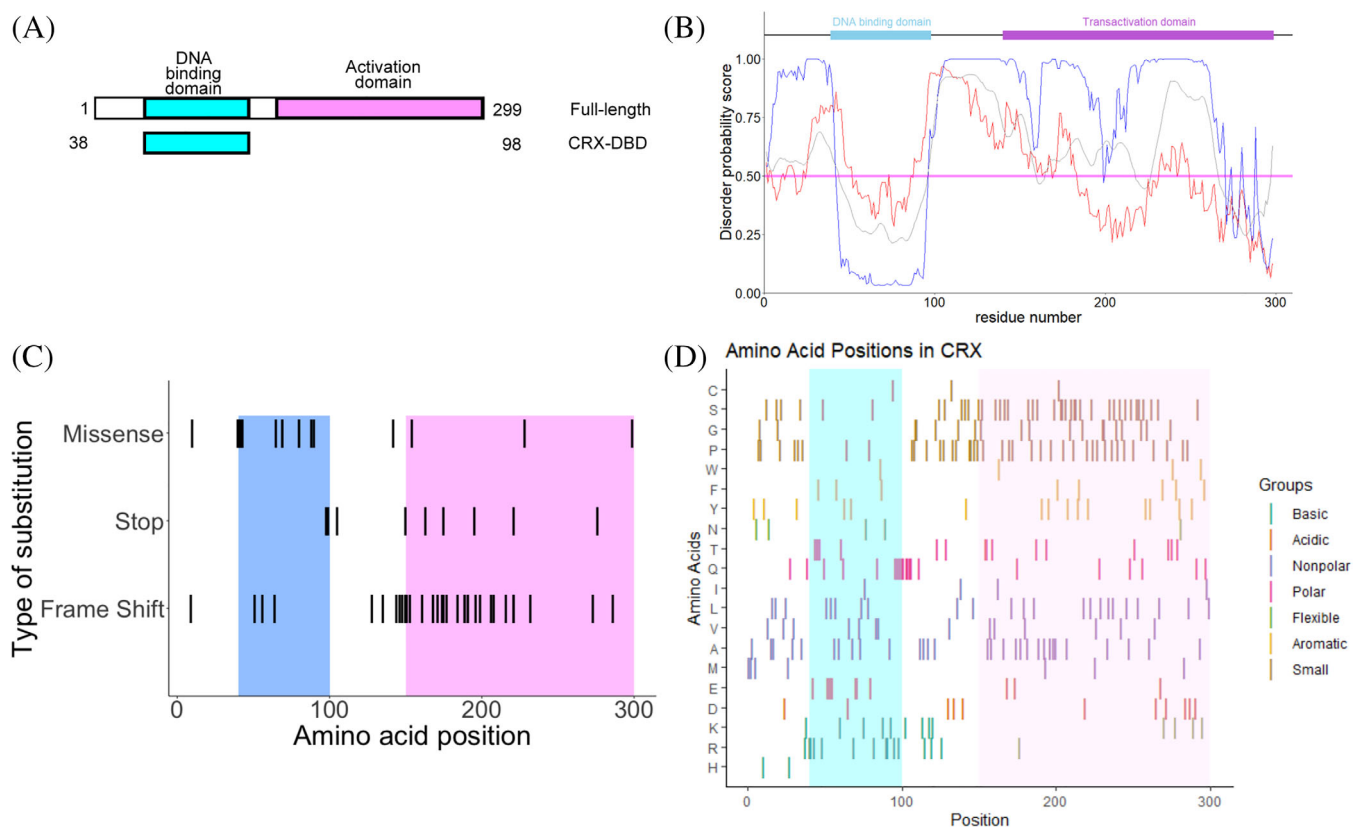 (A)
DNA
binding
domain
Activation
domain
1
299
Full-length
38
98
CRX-DBD
(B)
DNA binding domain
Transactivation domain
Disorder probability score
1.00
0.75
0.50
0.25
0.00
0
100
200
300
residue number
(C)
Type of substitution
Missense
Stop
Frame Shift
0
100
200
300
Amino acid position
(D)
Amino Acid Positions in CRX
Amino Acids
C
S
G
P
W
F
Y
N
T
Q
I
L
V
A
M
E
D
K
R
H
0
100
200
300
Position
Groups
Basic
Acidic
Nonpolar
Polar
Flexible
Aromatic
Small